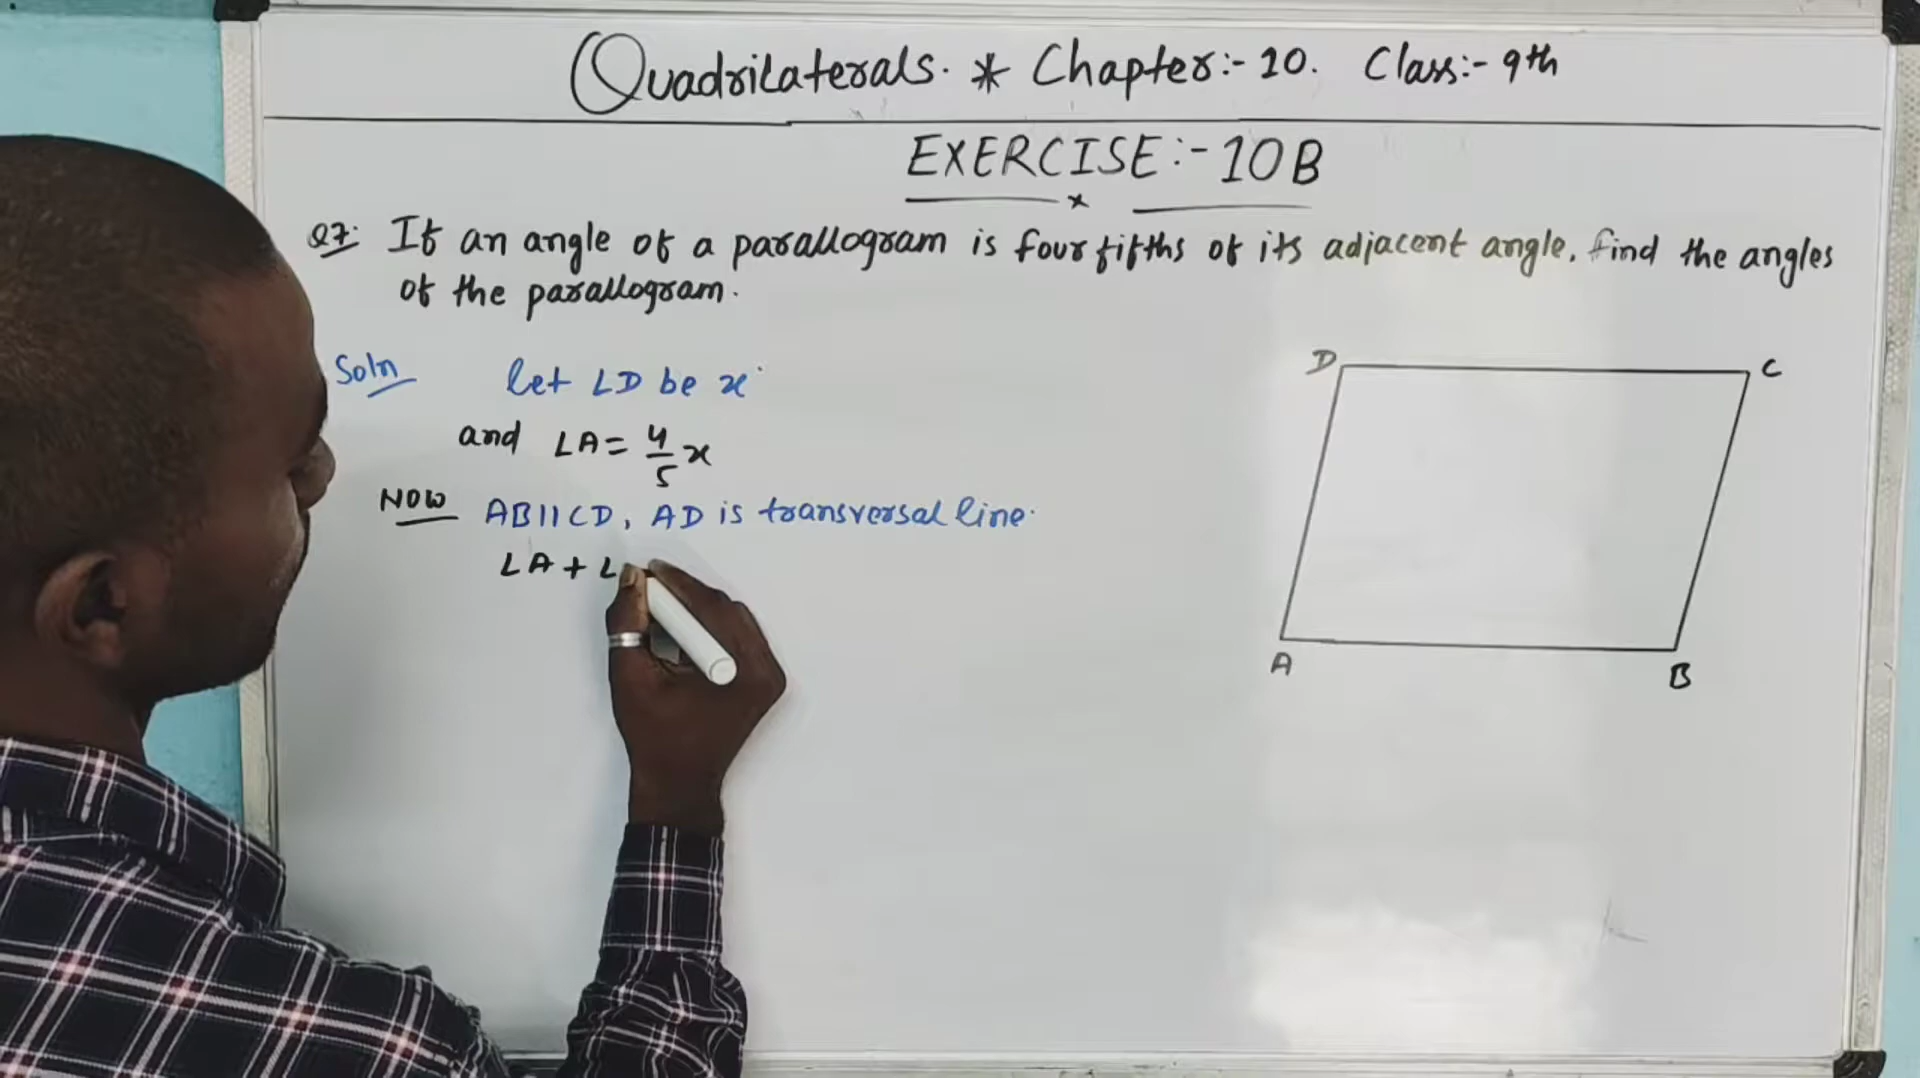 Quadrilaterals. * Chapter:- 10. Class:- 9th
EXERCISE:- 10B
Q7. If an angle of a parallogram is four fifths of its adjacent angle. find the angles
of the parallogram.
Soln let ∠D be x°
and ∠A = 4/5 x
NOW AB||CD, AD is transversal line.
∠A + ∠
D C
A B